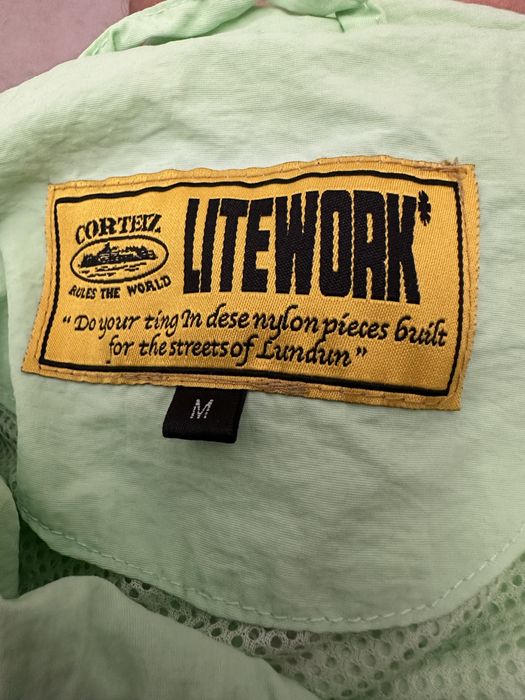 CORTEIZ
RULES THE WORLD
LITEWORK*
"Do your ting In dese nylon pieces built
for the streets of Lundun"
M